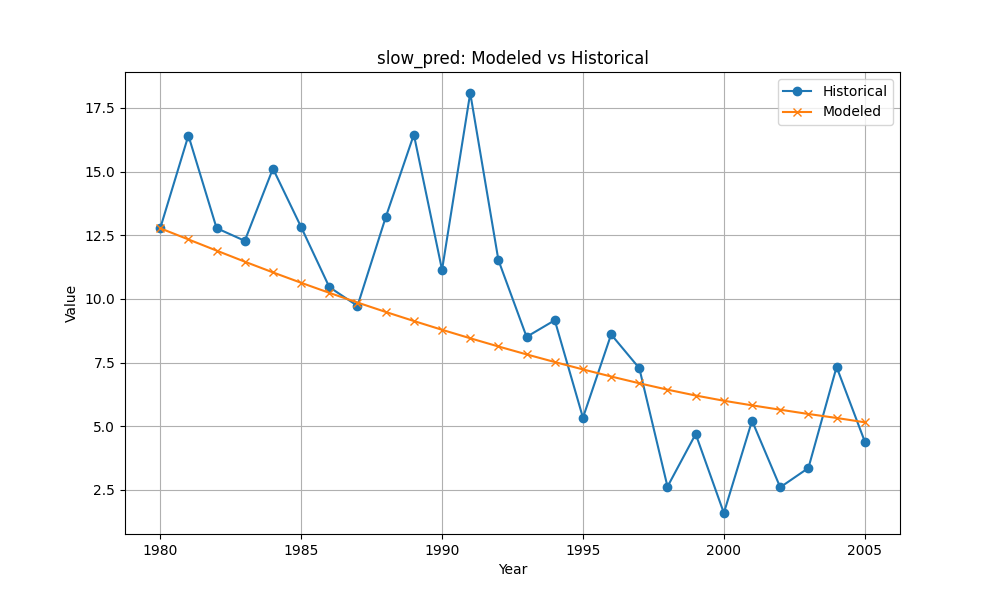 slow_pred: Modeled vs Historical
Historical
Modeled
Value
17.5
15.0
12.5
10.0
7.5
5.0
2.5
1980 1985 1990 1995 2000 2005
Year